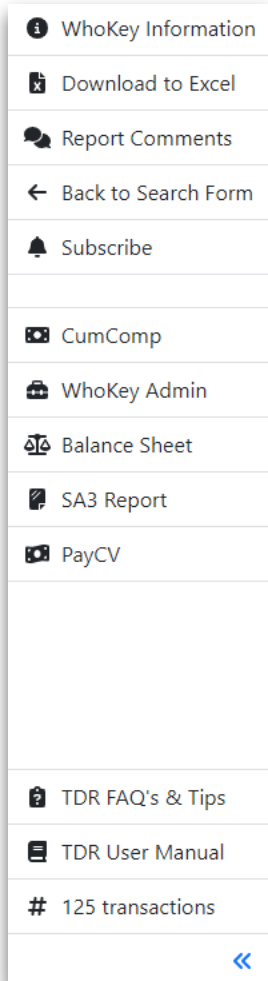 WhoKey Information
Download to Excel
Report Comments
Back to Search Form
Subscribe
CumComp
WhoKey Admin
Balance Sheet
SA3 Report
PayCV
TDR FAQ's & Tips
TDR User Manual
# 125 transactions